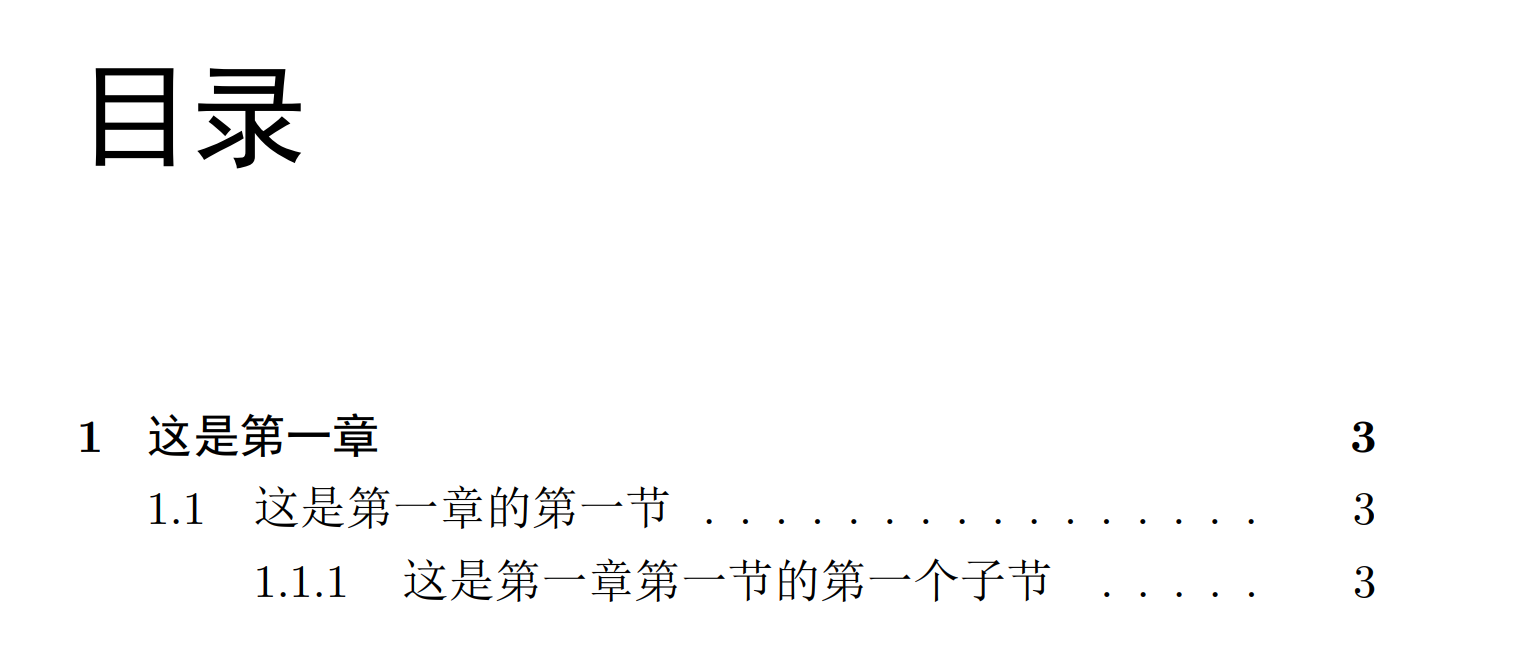 目录
1 这是第一章 3
1.1 这是第一章的第一节 . . . . . . . . . . . . . . . . 3
1.1.1 这是第一章第一节的第一个子节 . . . . . 3